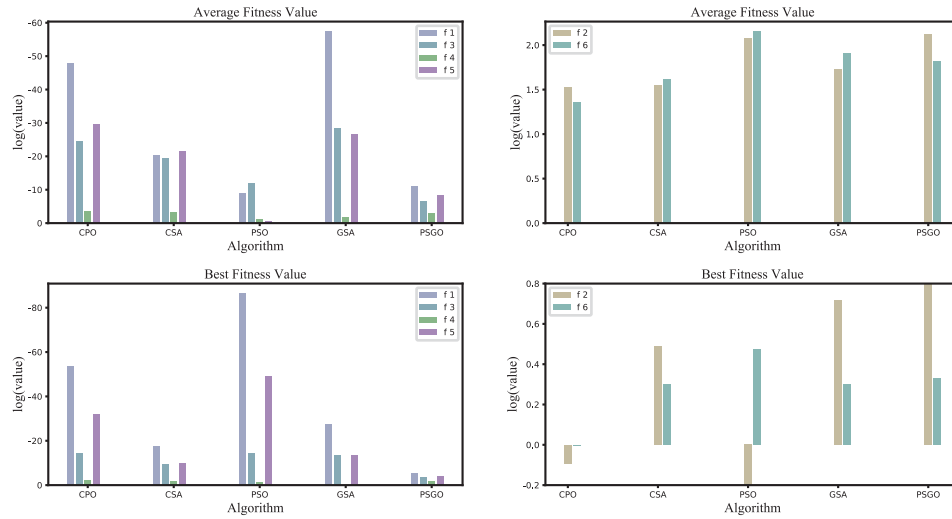 Average Fitness Value
-60
-50
-30
-20
-10
0
log(value)
f 1
f 3
f 4
f 5
CPO
CSA
PSO
GSA
PSGO
Algorithm
Average Fitness Value
2.0
1.5
1.0
0.5
0.0
log(value)
f 2
f 6
CPO
CSA
PSO
GSA
PSGO
Algorithm
Best Fitness Value
-80
-60
-40
-20
0
log(value)
f 1
f 3
f 4
f 5
CPO
CSA
PSO
GSA
PSGO
Algorithm
Best Fitness Value
0.8
0.6
0.4
0.2
0,0
-0.2
log(value)
f 2
f 6
CPO
CSA
PSO
GSA
PSGO
Algorithm